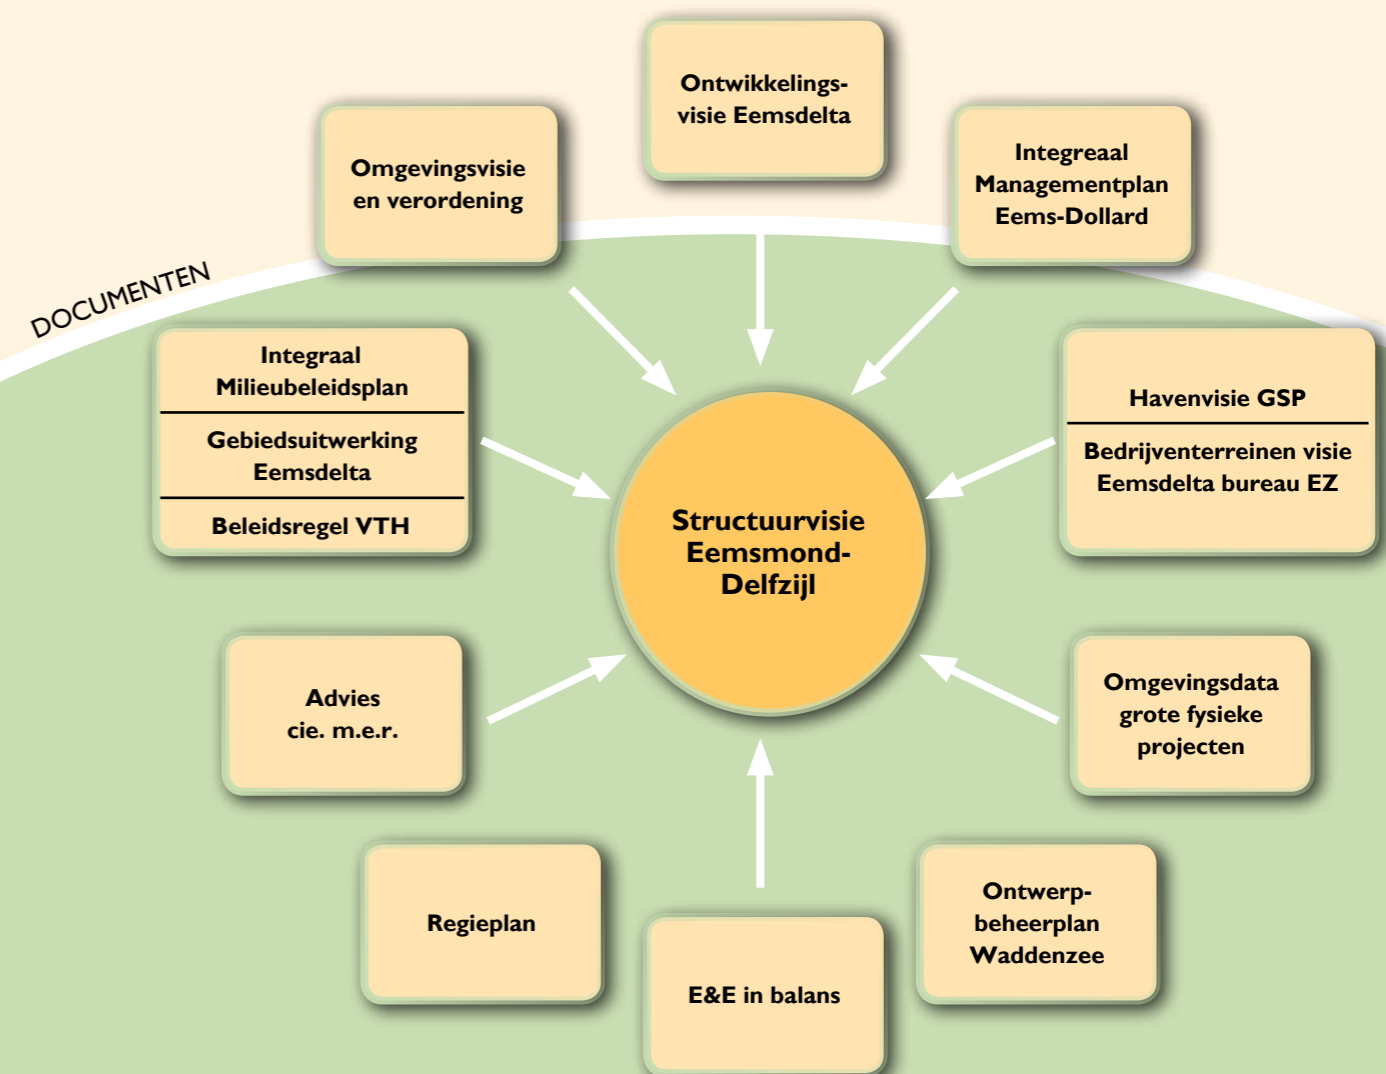 Ontwikkelings-
visie Eemsdelta
Omgevingsvisie
en verordening
Integreaal
Managementplan
Eems-Dollard
DOCUMENTEN
Integraal
Milieubeleidsplan
Gebiedsuitwerking
Eemsdelta
Beleidsregel VTH
Havenvisie GSP
Bedrijventerreinen visie
Eemsdelta bureau EZ
Structuurvisie
Eemsmond-
Delfzijl
Advies
cie. m.e.r.
Omgevingsdata
grote fysieke
projecten
Regieplan
Ontwerp-
beheerplan
Waddenzee
E&E in balans